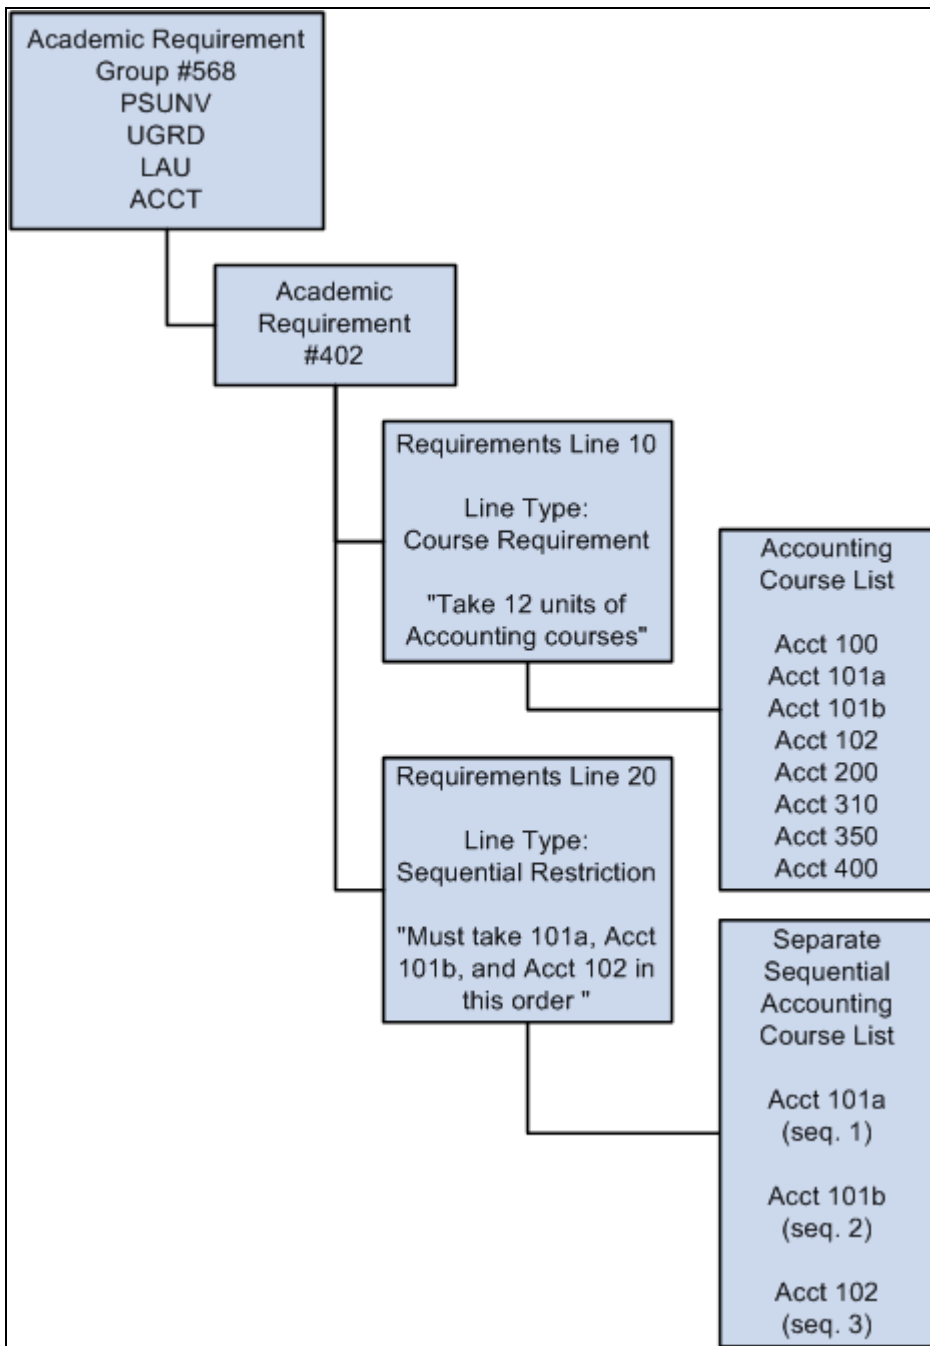 Academic Requirement
Group #568
PSUNV
UGRD
LAU
ACCT
Academic
Requirement
#402
Requirements Line 10
Line Type:
Course Requirement
"Take 12 units of
Accounting courses"
Accounting
Course List
Acct 100
Acct 101a
Acct 101b
Acct 102
Acct 200
Acct 310
Acct 350
Acct 400
Requirements Line 20
Line Type:
Sequential Restriction
"Must take 101a, Acct
101b, and Acct 102 in
this order "
Separate
Sequential
Accounting
Course List
Acct 101a
(seq. 1)
Acct 101b
(seq. 2)
Acct 102
(seq. 3)